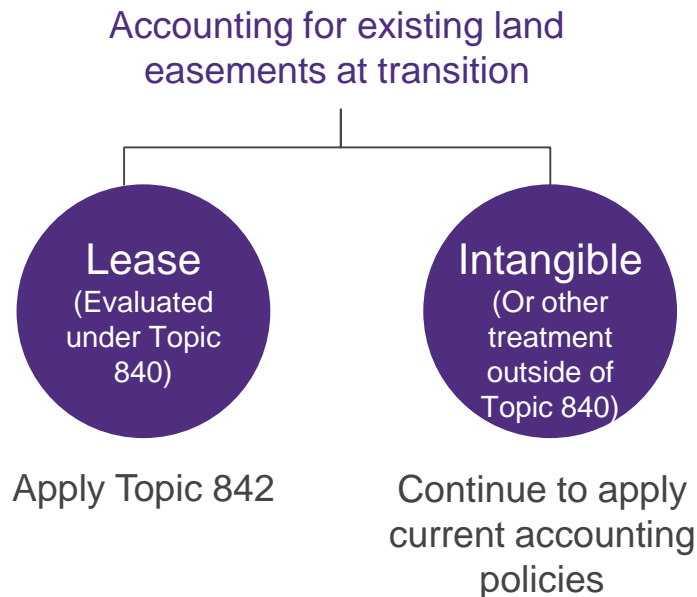 Accounting for existing land
easements at transition
Lease
(Evaluated
under Topic
840)
Intangible
(Or other
treatment
outside of
Topic 840)
Apply Topic 842
Continue to apply
current accounting
policies